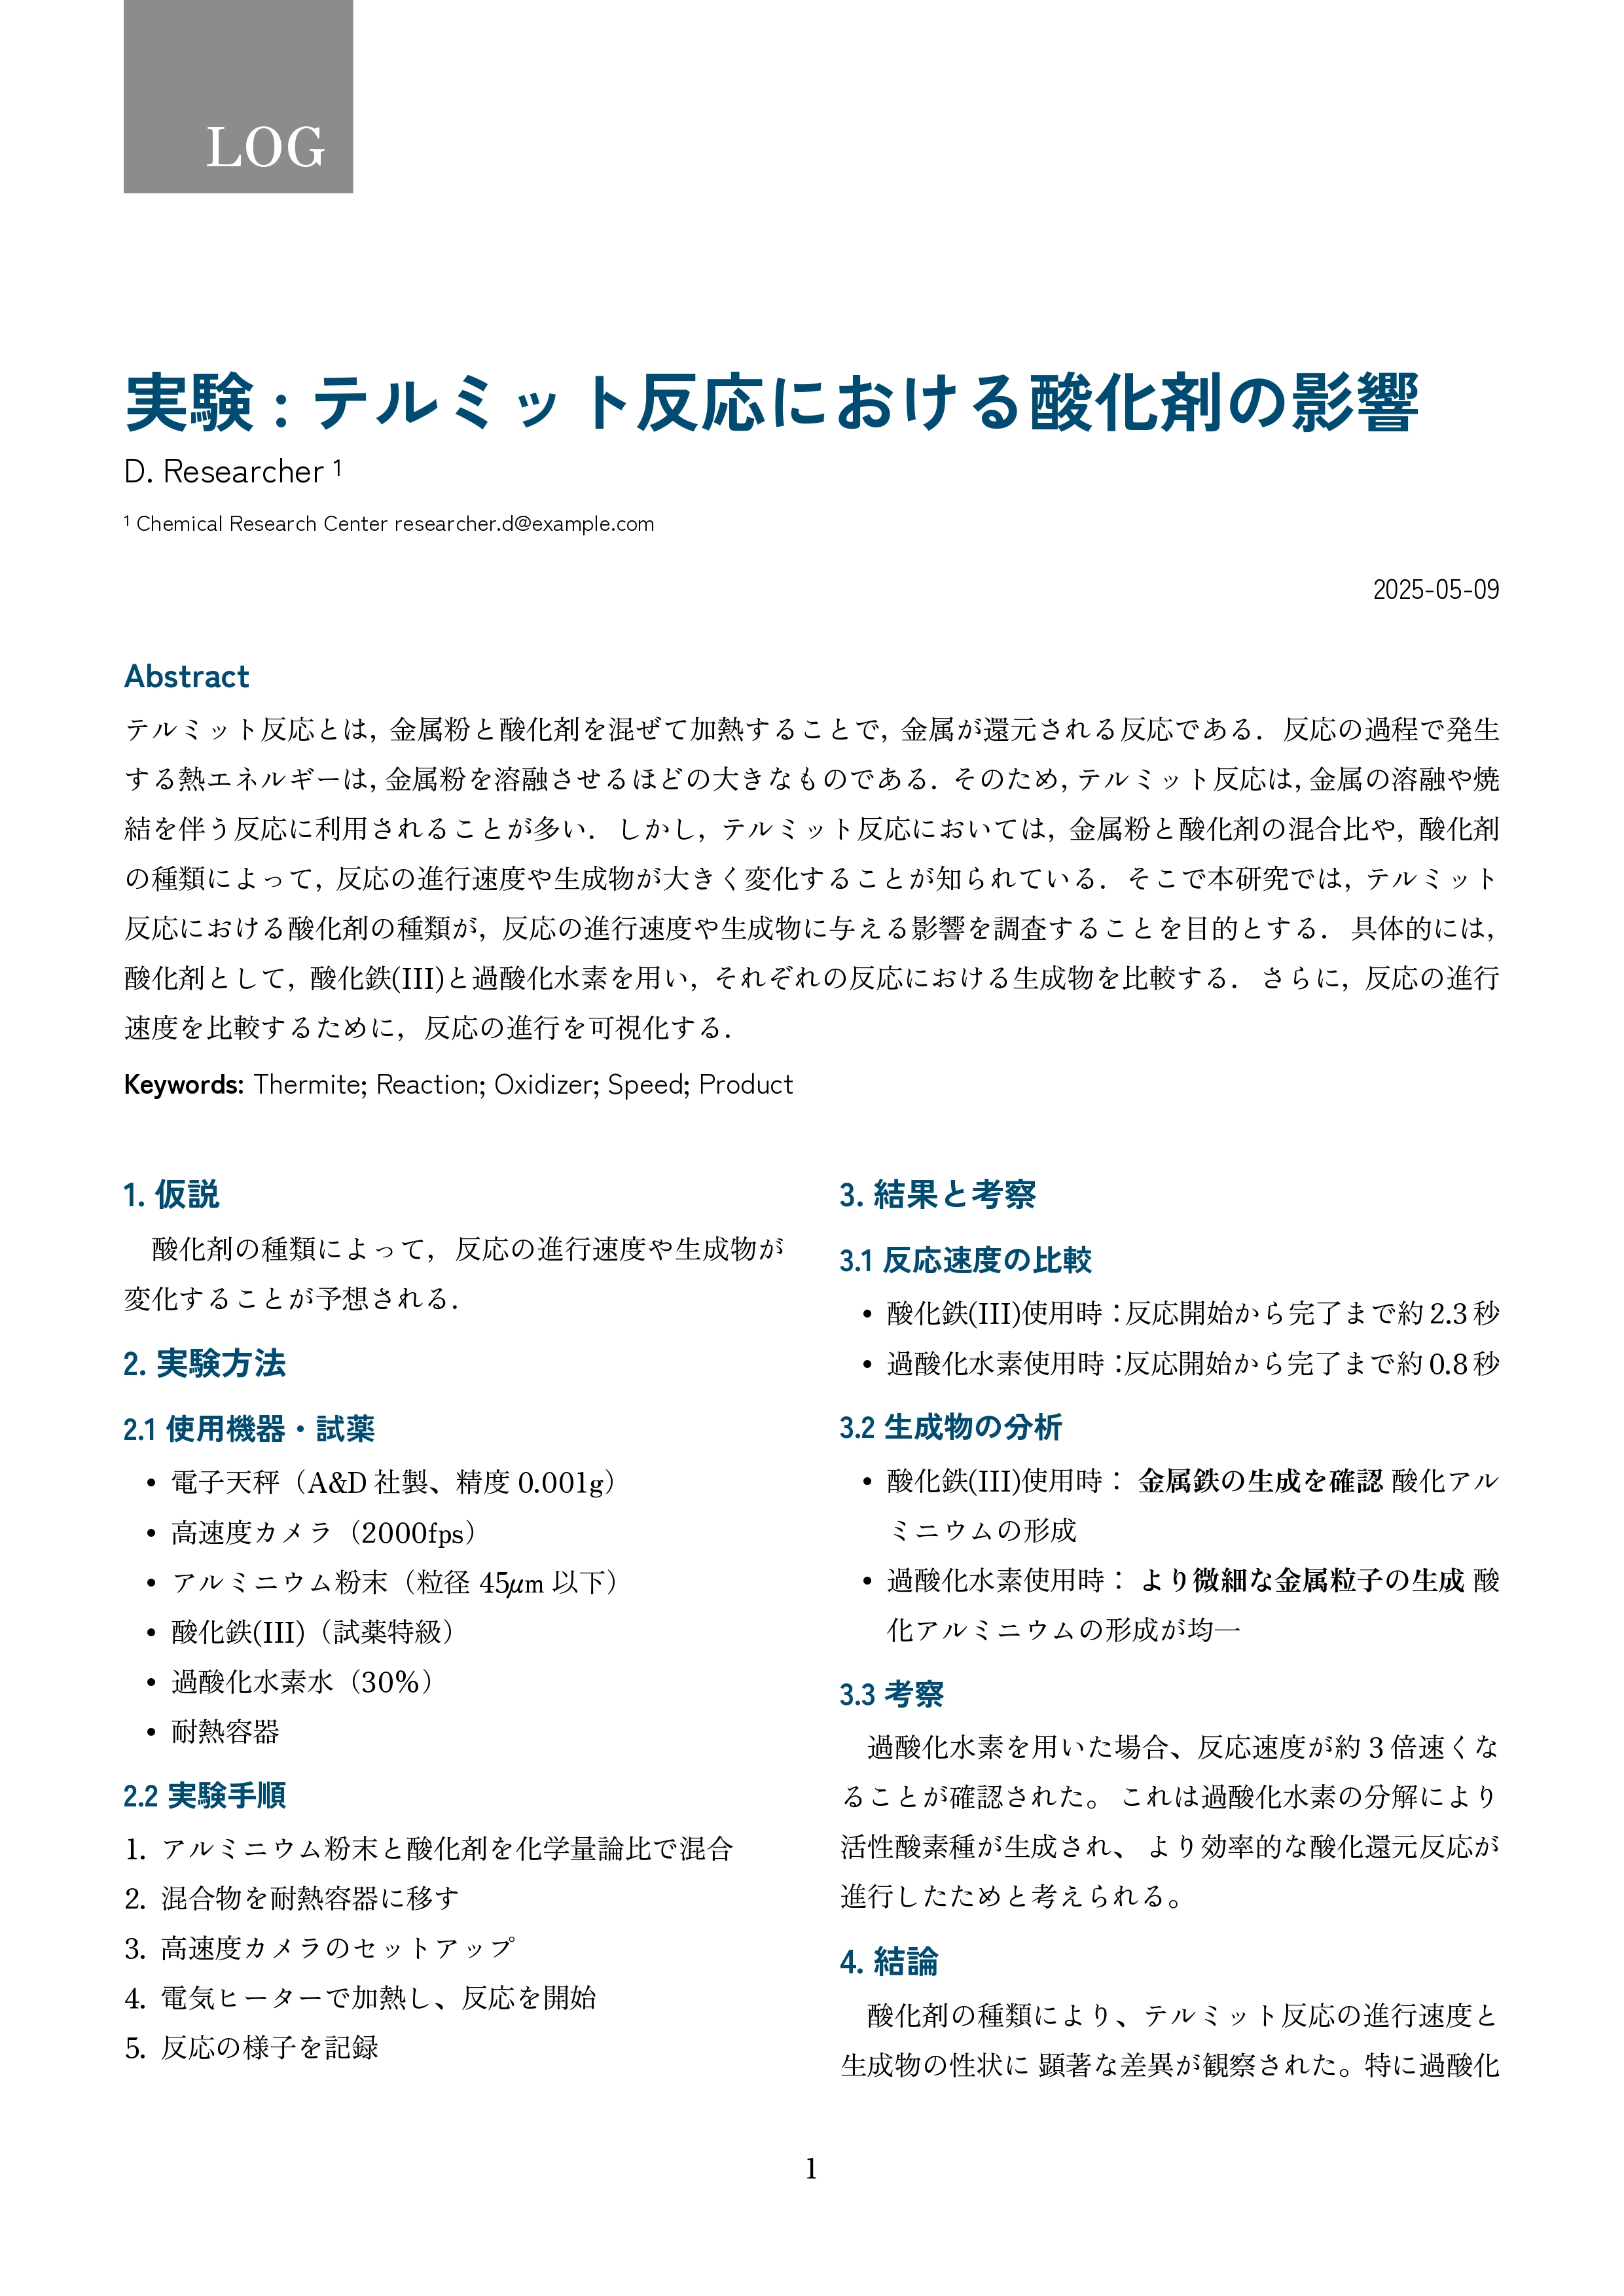 LOG
実験 : テルミット反応における酸化剤の影響
D. Researcher ¹
¹ Chemical Research Center researcher.d@example.com
2025-05-09
Abstract
テルミット反応とは, 金属粉と酸化剤を混ぜて加熱することで, 金属が還元される反応である. 反応の過程で発生
する熱エネルギーは, 金属粉を溶融させるほどの大きなものである. そのため, テルミット反応は, 金属の溶融や焼
結を伴う反応に利用されることが多い. しかし, テルミット反応においては, 金属粉と酸化剤の混合比や, 酸化剤
の種類によって, 反応の進行速度や生成物が大きく変化することが知られている. そこで本研究では, テルミット
反応における酸化剤の種類が, 反応の進行速度や生成物に与える影響を調査することを目的とする. 具体的には,
酸化剤として, 酸化鉄(III)と過酸化水素を用い, それぞれの反応における生成物を比較する. さらに, 反応の進行
速度を比較するために, 反応の進行を可視化する.
Keywords: Thermite; Reaction; Oxidizer; Speed; Product
1. 仮説
酸化剤の種類によって, 反応の進行速度や生成物が
変化することが予想される.
2. 実験方法
2.1 使用機器・試薬
• 電子天秤（A&D 社製、精度 0.001g）
• 高速度カメラ（2000fps）
• アルミニウム粉末（粒径 45μm 以下）
• 酸化鉄(III)（試薬特級）
• 過酸化水素水（30%）
• 耐熱容器
2.2 実験手順
1. アルミニウム粉末と酸化剤を化学量論比で混合
2. 混合物を耐熱容器に移す
3. 高速度カメラのセットアップ
4. 電気ヒーターで加熱し、反応を開始
5. 反応の様子を記録
3. 結果と考察
3.1 反応速度の比較
• 酸化鉄(III)使用時：反応開始から完了まで約 2.3 秒
• 過酸化水素使用時：反応開始から完了まで約 0.8 秒
3.2 生成物の分析
• 酸化鉄(III)使用時： 金属鉄の生成を確認 酸化アル
ミニウムの形成
• 過酸化水素使用時： より微細な金属粒子の生成 酸
化アルミニウムの形成が均一
3.3 考察
過酸化水素を用いた場合、反応速度が約 3 倍速くな
ることが確認された。 これは過酸化水素の分解により
活性酸素種が生成され、 より効率的な酸化還元反応が
進行したためと考えられる。
4. 結論
酸化剤の種類により、テルミット反応の進行速度と
生成物の性状に 顕著な差異が観察された。特に過酸化
1